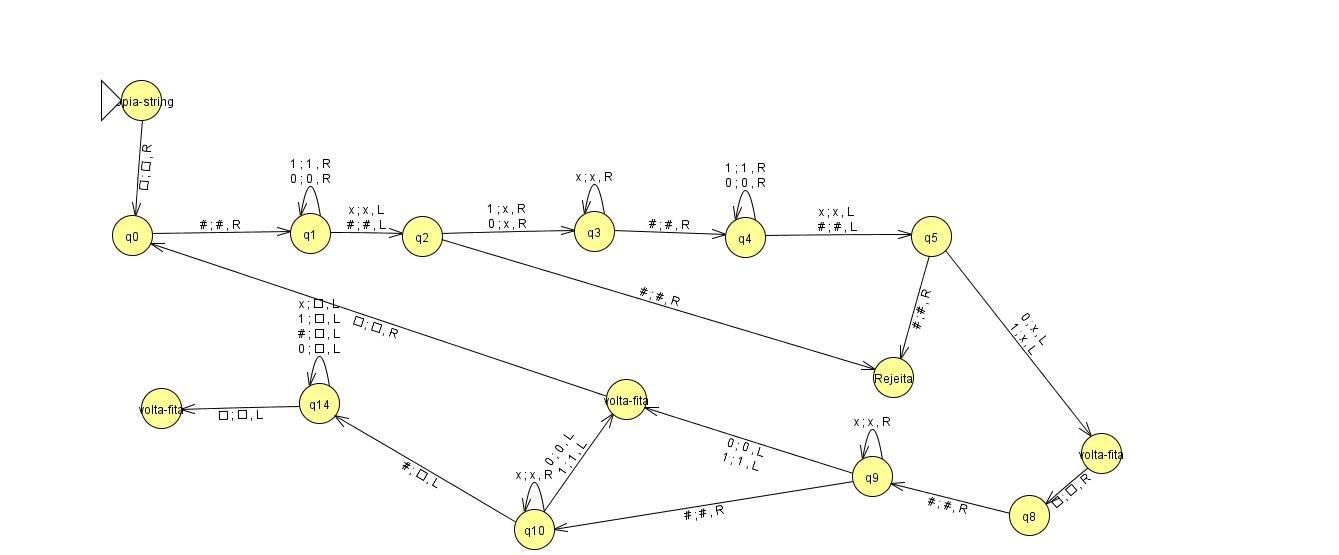 pia-string
□ ; □ , R
1 ; 1 , R
0 ; 0 , R
x ; x , R
1 ; 1 , R
0 ; 0 , R
x ; x , L
# ; # , L
1 ; x , R
0 ; x , R
x ; x , L
# ; # , L
# ; # , R
# ; # , R
q0
q1
q2
q3
q4
q5
# ; # , R
# ; # , R
0 ; x , L
1 ; x , L
x ; □ , L
1 ; □ , L
# ; □ , L
0 ; □ , L
□ ; □ , R
Rejeita
volta-fita
□ ; □ , L
q14
volta-fita
x ; x , R
0 ; 0 , L
1 ; 1 , L
0 ; 0 , L
1 ; 1 , L
volta-fita
# ; □ , L
x ; x , R
q9
□ ; □ , R
# ; # , R
# ; # , R
q8
q10